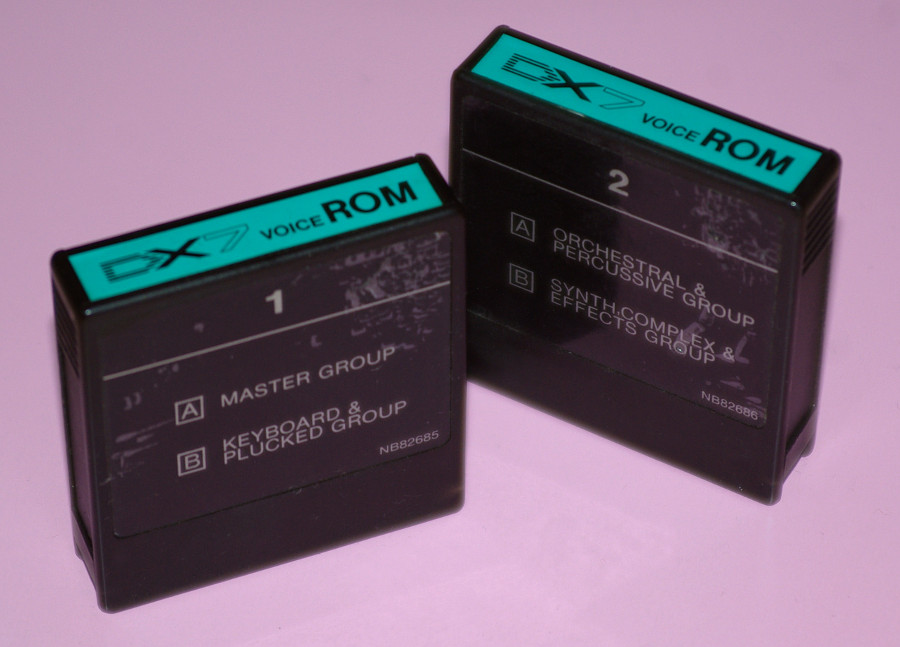 DX7 VOICE ROM
1
A MASTER GROUP
B KEYBOARD &
PLUCKED GROUP
NB82685
DX7 VOICE ROM
2
A ORCHESTRAL &
PERCUSSIVE GROUP
B SYNTH.COMPLEX &
EFFECTS GROUP
NB82686